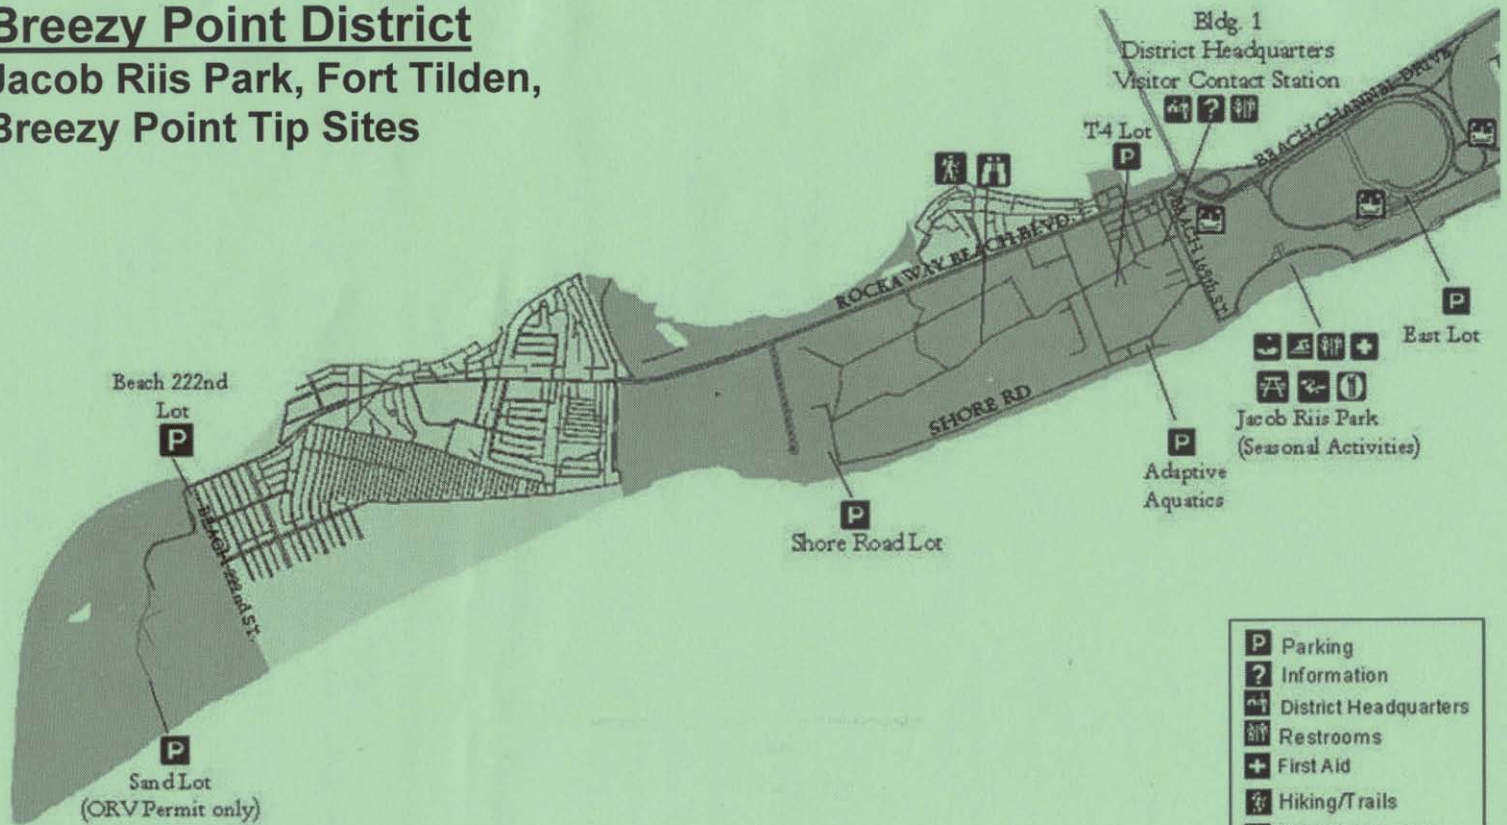 Breezy Point District
Jacob Riis Park, Fort Tilden,
Breezy Point Tip Sites
Bldg. 1
District Headquarters
Visitor Contact Station
?
T-4 Lot
P
BEACH CHANNEL DRIVE
ROCKAWAY BEACH BLVD.
BEACH 169th ST.
P
East Lot
Jacob Riis Park
(Seasonal Activities)
Beach 222nd
Lot
P
SHORE RD
P
Adaptive
Aquatics
P
Shore Road Lot
BEACH 222nd ST.
P
Sand Lot
(ORV Permit only)
P Parking
? Information
District Headquarters
Restrooms
First Aid
Hiking/Trails